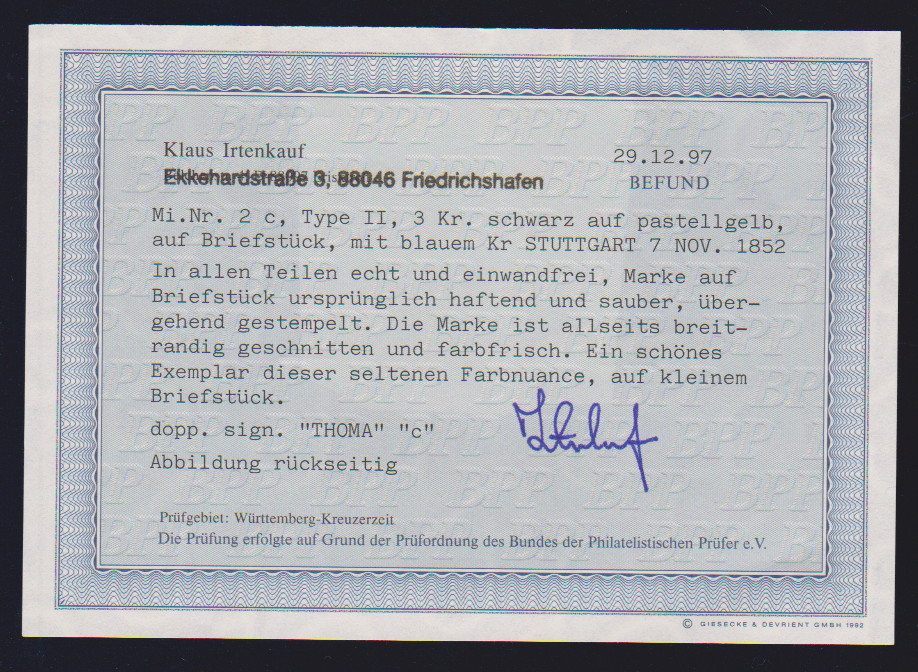 Klaus Irtenkauf
29.12.97
Ekkehardstraße 3, 88046 Friedrichshafen
BEFUND
Mi.Nr. 2 c, Type II, 3 Kr. schwarz auf pastellgelb,
auf Briefstück, mit blauem Kr STUTTGART 7 NOV. 1852
In allen Teilen echt und einwandfrei, Marke auf
Briefstück ursprünglich haftend und sauber, über-
gehend gestempelt. Die Marke ist allseits breit-
randig geschnitten und farbfrisch. Ein schönes
Exemplar dieser seltenen Farbnuance, auf kleinem
Briefstück.
dopp. sign. "THOMA" "c"
Abbildung rückseitig
Prüfgebiet: Württemberg-Kreuzerzeit
Die Prüfung erfolgte auf Grund der Prüfordnung des Bundes der Philatelistischen Prüfer e.V.
© GIESECKE & DEVRIENT GMBH 1992